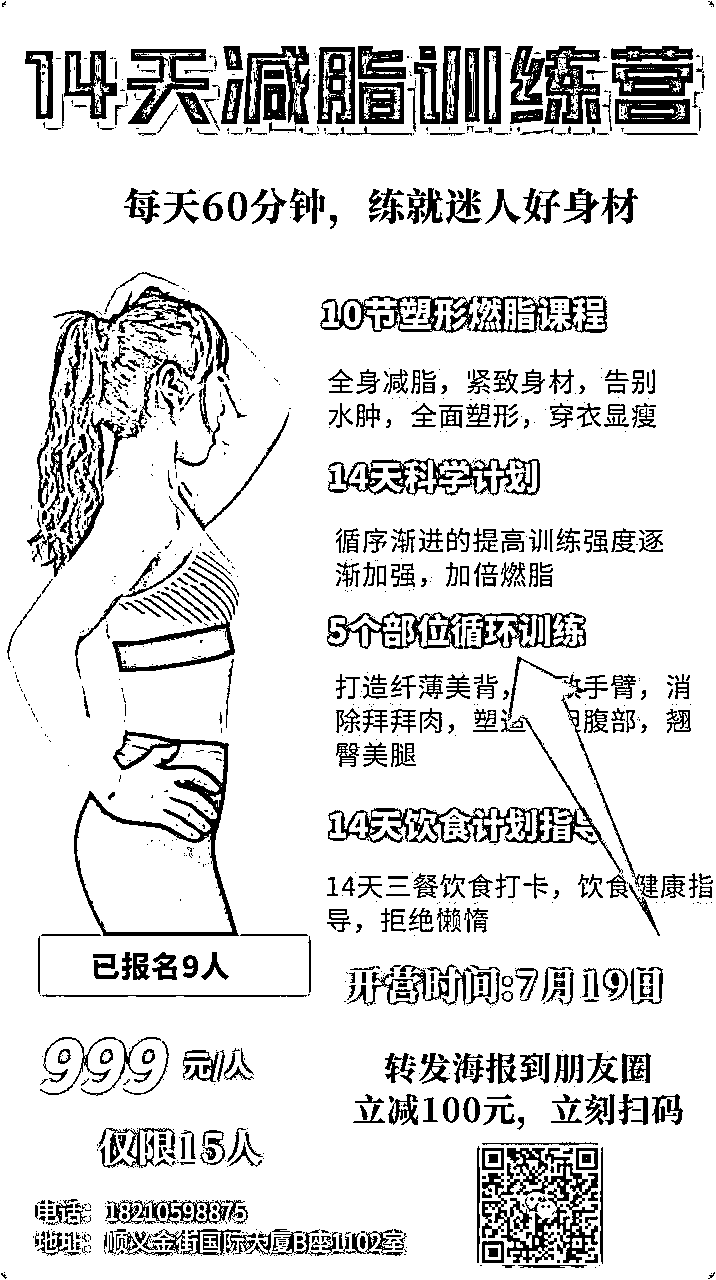 14天减脂训练营
每天60分钟，练就迷人好身材
10节塑形燃脂课程
全身减脂，紧致身材，告别
水肿，全面塑形，穿衣显瘦
14天科学计划
循序渐进的提高训练强度逐
渐加强，加倍燃脂
5个部位循环训练
打造纤薄美背，手臂，消
除拜拜肉，塑腹部，翘
臀美腿
14天饮食计划指导
14天三餐饮食打卡，饮食健康指
导，拒绝懒惰
已报名9人
开营时间:7月19日
999 元/人
转发海报到朋友圈
立减100元，立刻扫码
仅限15人
电话：18210598875
地址：顺义金街国际大厦B座1102室